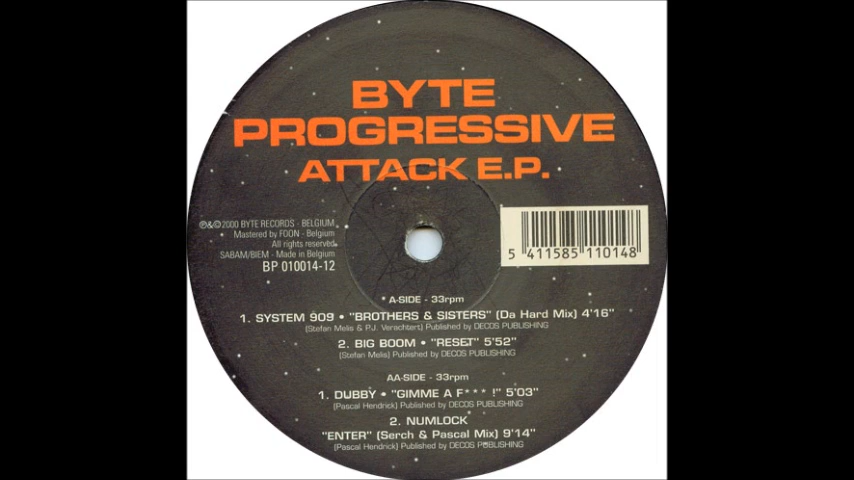 BYTE
PROGRESSIVE
ATTACK E.P.
℗&© 2000 BYTE RECORDS - BELGIUM
Mastered by FOON - Belgium
All rights reserved
SABAM/BIEM - Made in Belgium
BP 010014-12
5 411585 110148
A-SIDE - 33rpm
1. SYSTEM 909 • "BROTHERS & SISTERS" (Da Hard Mix) 4'16"
(Stefan Melis & P.J. Verachtert) Published by DECOS PUBLISHING
2. BIG BOOM • "RESET" 5'52"
(Stefan Melis) Published by DECOS PUBLISHING
AA-SIDE - 33rpm
1. DUBBY • "GIMME A F*** !" 5'03"
(Pascal Hendrick) Published by DECOS PUBLISHING
2. NUMLOCK
"ENTER" (Serch & Pascal Mix) 9'14"
(Pascal Hendrick) Published by DECOS PUBLISHING